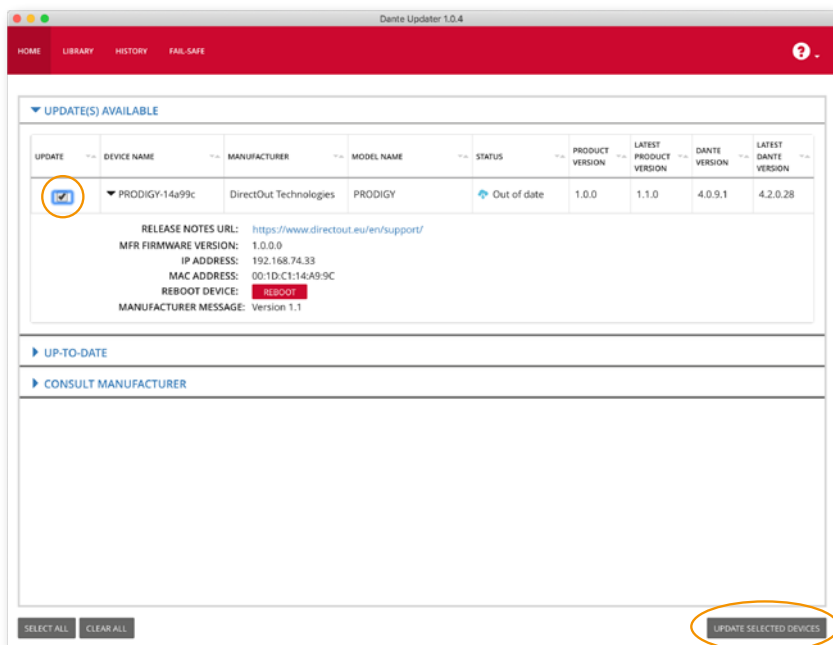 Dante Updater 1.0.4
HOME LIBRARY HISTORY FAIL-SAFE ?
UPDATE(S) AVAILABLE
UPDATE DEVICE NAME MANUFACTURER MODEL NAME STATUS PRODUCT VERSION LATEST PRODUCT VERSION DANTE VERSION LATEST DANTE VERSION
PRODIGY-14a99c DirectOut Technologies PRODIGY Out of date 1.0.0 1.1.0 4.0.9.1 4.2.0.28
RELEASE NOTES URL: https://www.directout.eu/en/support/
MFR FIRMWARE VERSION: 1.0.0.0
IP ADDRESS: 192.168.74.33
MAC ADDRESS: 00:1D:C1:14:A9:9C
REBOOT DEVICE: REBOOT
MANUFACTURER MESSAGE: Version 1.1
UP-TO-DATE
CONSULT MANUFACTURER
SELECT ALL CLEAR ALL UPDATE SELECTED DEVICES